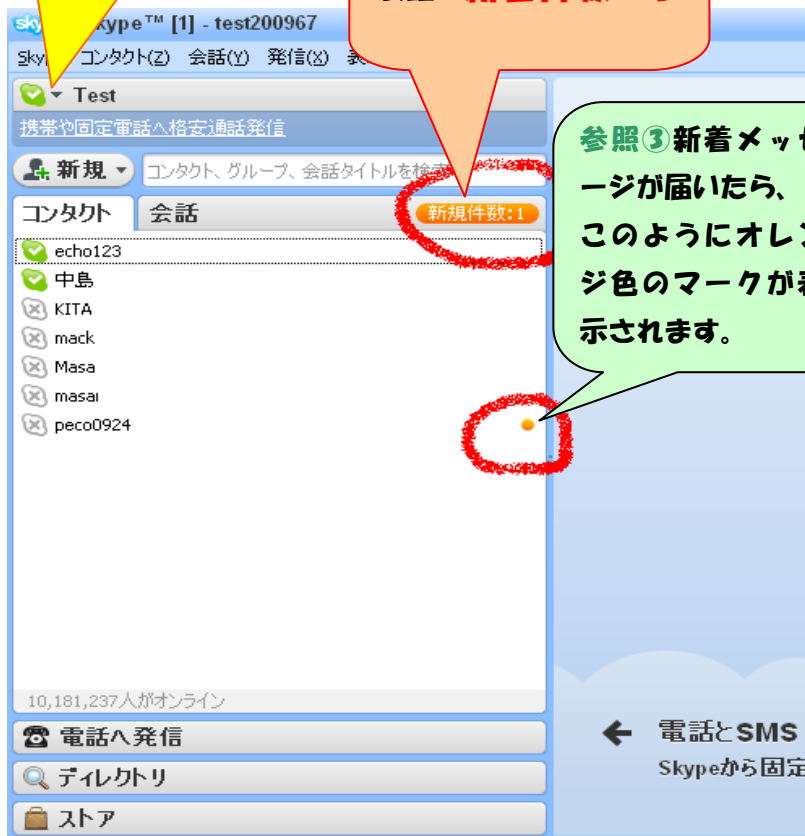 Skype™ [1] - test200967
コンタクト(Z) 会話(Y) 発信(X)
Test
携帯や固定電話へ格安通話発信
新規
コンタクト、グループ、会話タイトルを検索
コンタクト 会話 新規件数:1
echo123
中島
KITA
mack
Masa
masai
peco0924
10,181,237人がオンライン
電話へ発信
ディレクトリ
ストア
参照③新着メッセ
ージが届いたら、
このようにオレン
ジ色のマークが表
示されます。
電話とSMS
Skypeから固定